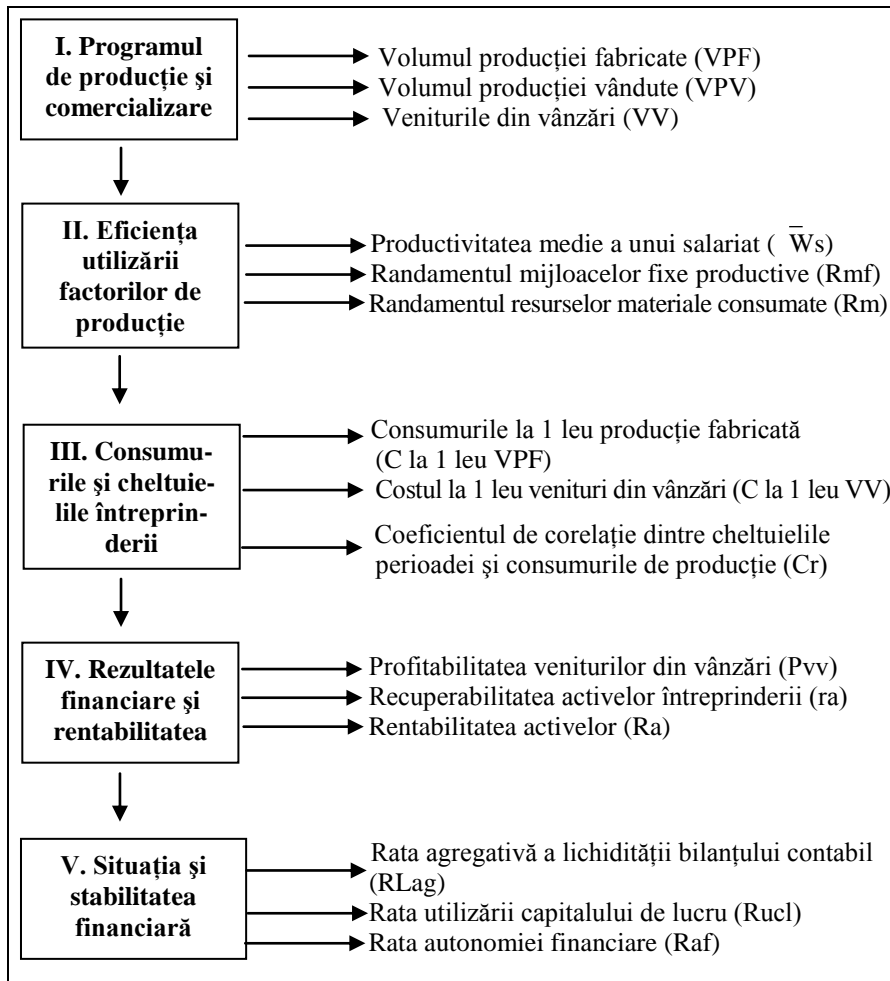 I. Programul
de producție şi
comercializare
Volumul producției fabricate (VPF)
Volumul producției vândute (VPV)
Veniturile din vânzări (VV)
II. Eficiența
utilizării
factorilor de
producție
Productivitatea medie a unui salariat ( W̅s)
Randamentul mijloacelor fixe productive (Rmf)
Randamentul resurselor materiale consumate (Rm)
III. Consumu-
rile şi cheltuie-
lile întreprin-
derii
Consumurile la 1 leu producție fabricată
(C la 1 leu VPF)
Costul la 1 leu venituri din vânzări (C la 1 leu VV)
Coeficientul de corelație dintre cheltuielile
perioadei şi consumurile de producție (Cr)
IV. Rezultatele
financiare şi
rentabilitatea
Profitabilitatea veniturilor din vânzări (Pvv)
Recuperabilitatea activelor întreprinderii (ra)
Rentabilitatea activelor (Ra)
V. Situația şi
stabilitatea
financiară
Rata agregativă a lichidității bilanțului contabil
(RLag)
Rata utilizării capitalului de lucru (Rucl)
Rata autonomiei financiare (Raf)